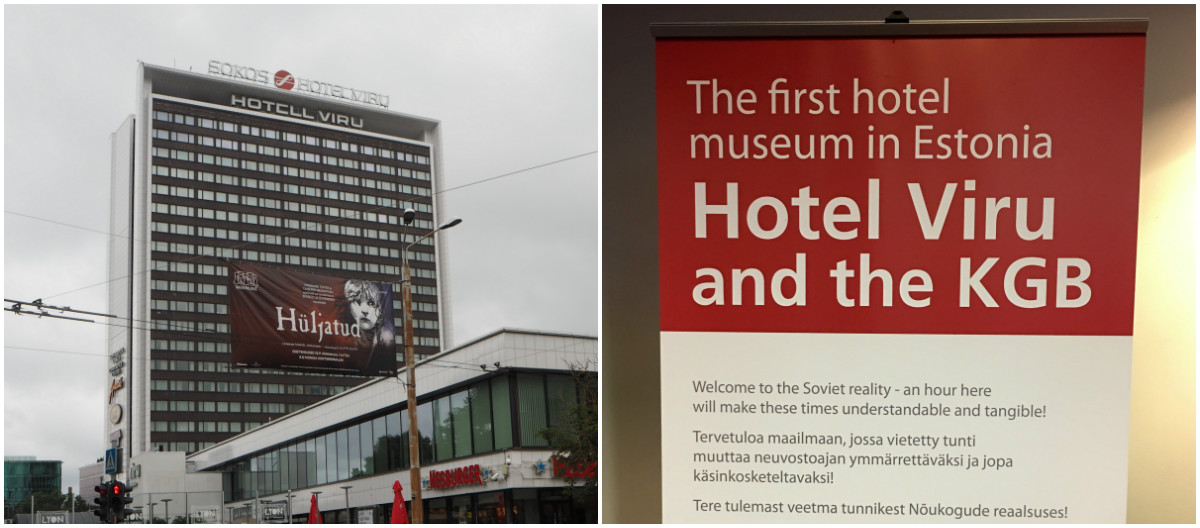 SOKOS HOTEL VIRU
HOTELL VIRU
Hüljatud
HESBURGER
LTON
LTON
The first hotel
museum in Estonia
Hotel Viru
and the KGB
Welcome to the Soviet reality - an hour here
will make these times understandable and tangible!
Tervetuloa maailmaan, jossa vietetty tunti
muuttaa neuvostoajan ymmärrettäväksi ja jopa
käsinkosketeltavaksi!
Tere tulemast veetma tunnikest Nõukogude reaalsuses!